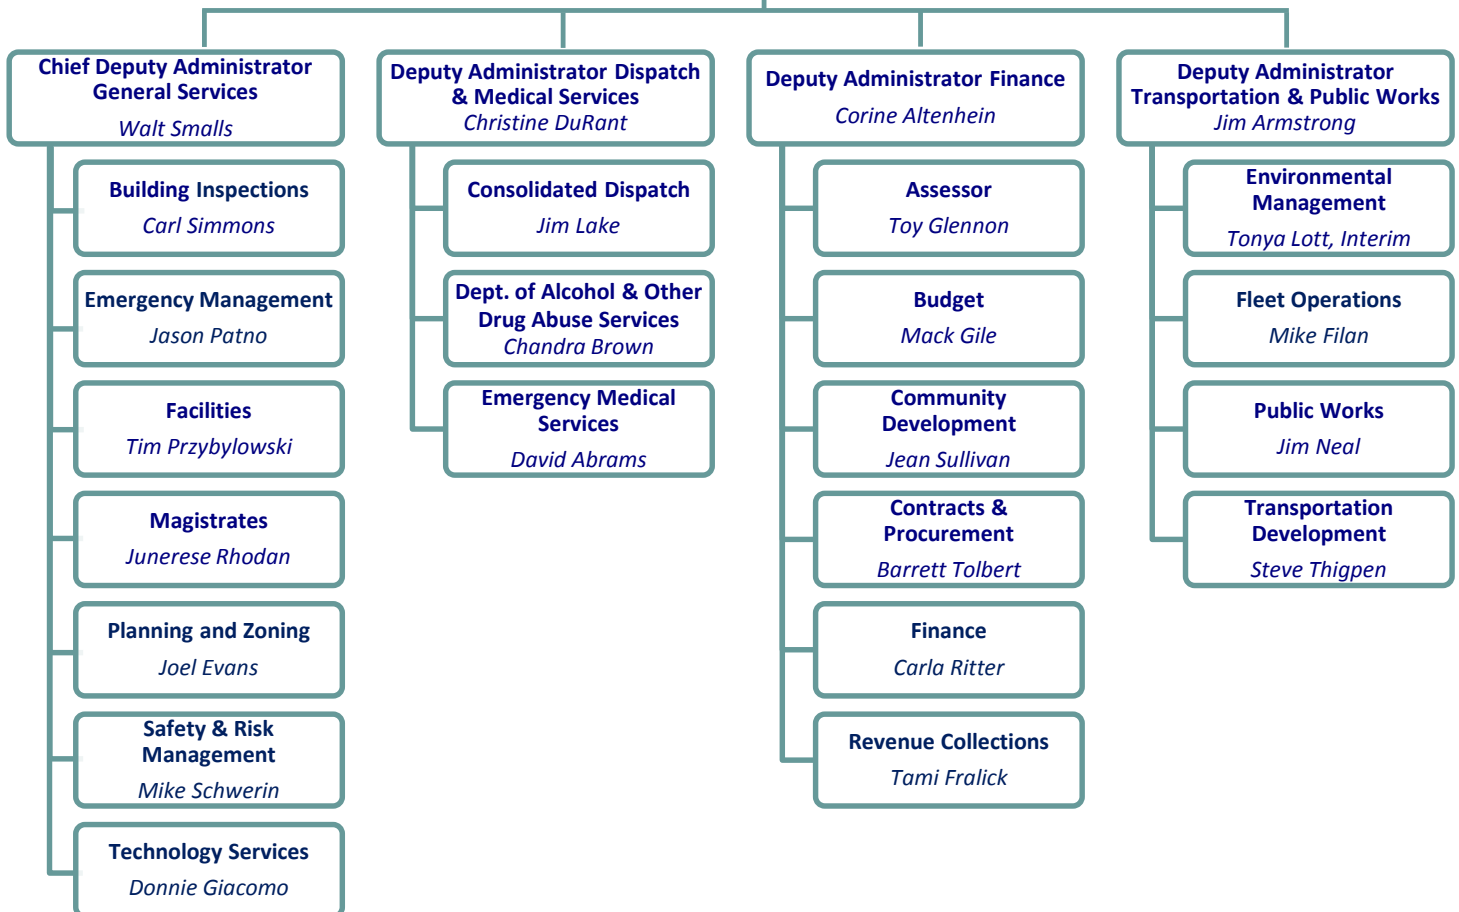 Chief Deputy Administrator
General Services
Walt Smalls
Building Inspections
Carl Simmons
Emergency Management
Jason Patno
Facilities
Tim Przybylowski
Magistrates
Junerese Rhodan
Planning and Zoning
Joel Evans
Safety & Risk
Management
Mike Schwerin
Technology Services
Donnie Giacomo
Deputy Administrator Dispatch
& Medical Services
Christine DuRant
Consolidated Dispatch
Jim Lake
Dept. of Alcohol & Other
Drug Abuse Services
Chandra Brown
Emergency Medical
Services
David Abrams
Deputy Administrator Finance
Corine Altenhein
Assessor
Toy Glennon
Budget
Mack Gile
Community
Development
Jean Sullivan
Contracts &
Procurement
Barrett Tolbert
Finance
Carla Ritter
Revenue Collections
Tami Fralick
Deputy Administrator
Transportation & Public Works
Jim Armstrong
Environmental
Management
Tonya Lott, Interim
Fleet Operations
Mike Filan
Public Works
Jim Neal
Transportation
Development
Steve Thigpen